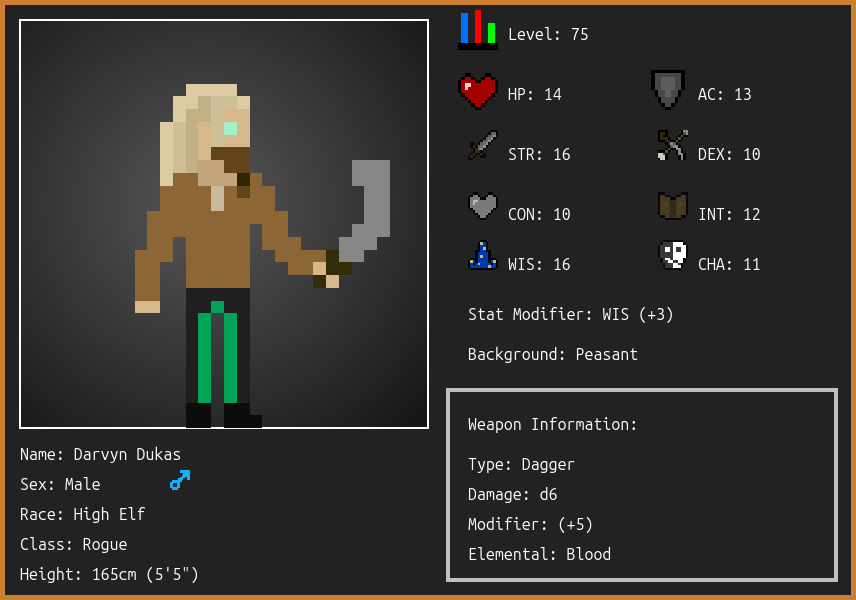 Level: 75
HP: 14
AC: 13
STR: 16
DEX: 10
CON: 10
INT: 12
WIS: 16
CHA: 11
Stat Modifier: WIS (+3)
Background: Peasant
Weapon Information:
Type: Dagger
Damage: d6
Modifier: (+5)
Elemental: Blood
Name: Darvyn Dukas
Sex: Male
Race: High Elf
Class: Rogue
Height: 165cm (5'5")